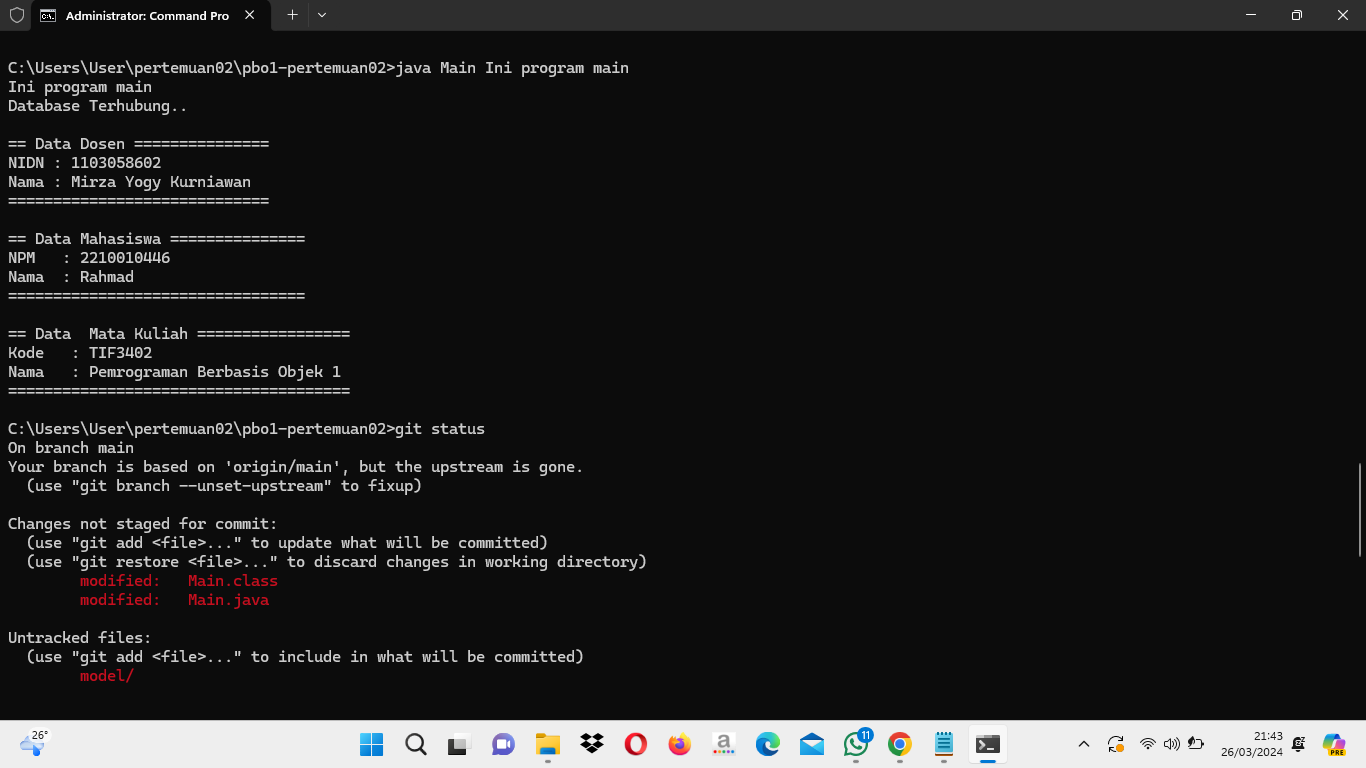 Administrator: Command Pro
C:\Users\User\pertemuan02\pbo1-pertemuan02>java Main Ini program main
Ini program main
Database Terhubung..
== Data Dosen ===============
NIDN : 1103058602
Nama : Mirza Yogy Kurniawan
=============================
== Data Mahasiswa ===============
NPM   : 2210010446
Nama  : Rahmad
=================================
== Data  Mata Kuliah =================
Kode   : TIF3402
Nama   : Pemrograman Berbasis Objek 1
======================================
C:\Users\User\pertemuan02\pbo1-pertemuan02>git status
On branch main
Your branch is based on 'origin/main', but the upstream is gone.
  (use "git branch --unset-upstream" to fixup)
Changes not staged for commit:
  (use "git add <file>..." to update what will be committed)
  (use "git restore <file>..." to discard changes in working directory)
        modified:   Main.class
        modified:   Main.java
Untracked files:
  (use "git add <file>..." to include in what will be committed)
        model/
26°
a
11
21:43
26/03/2024
PRE